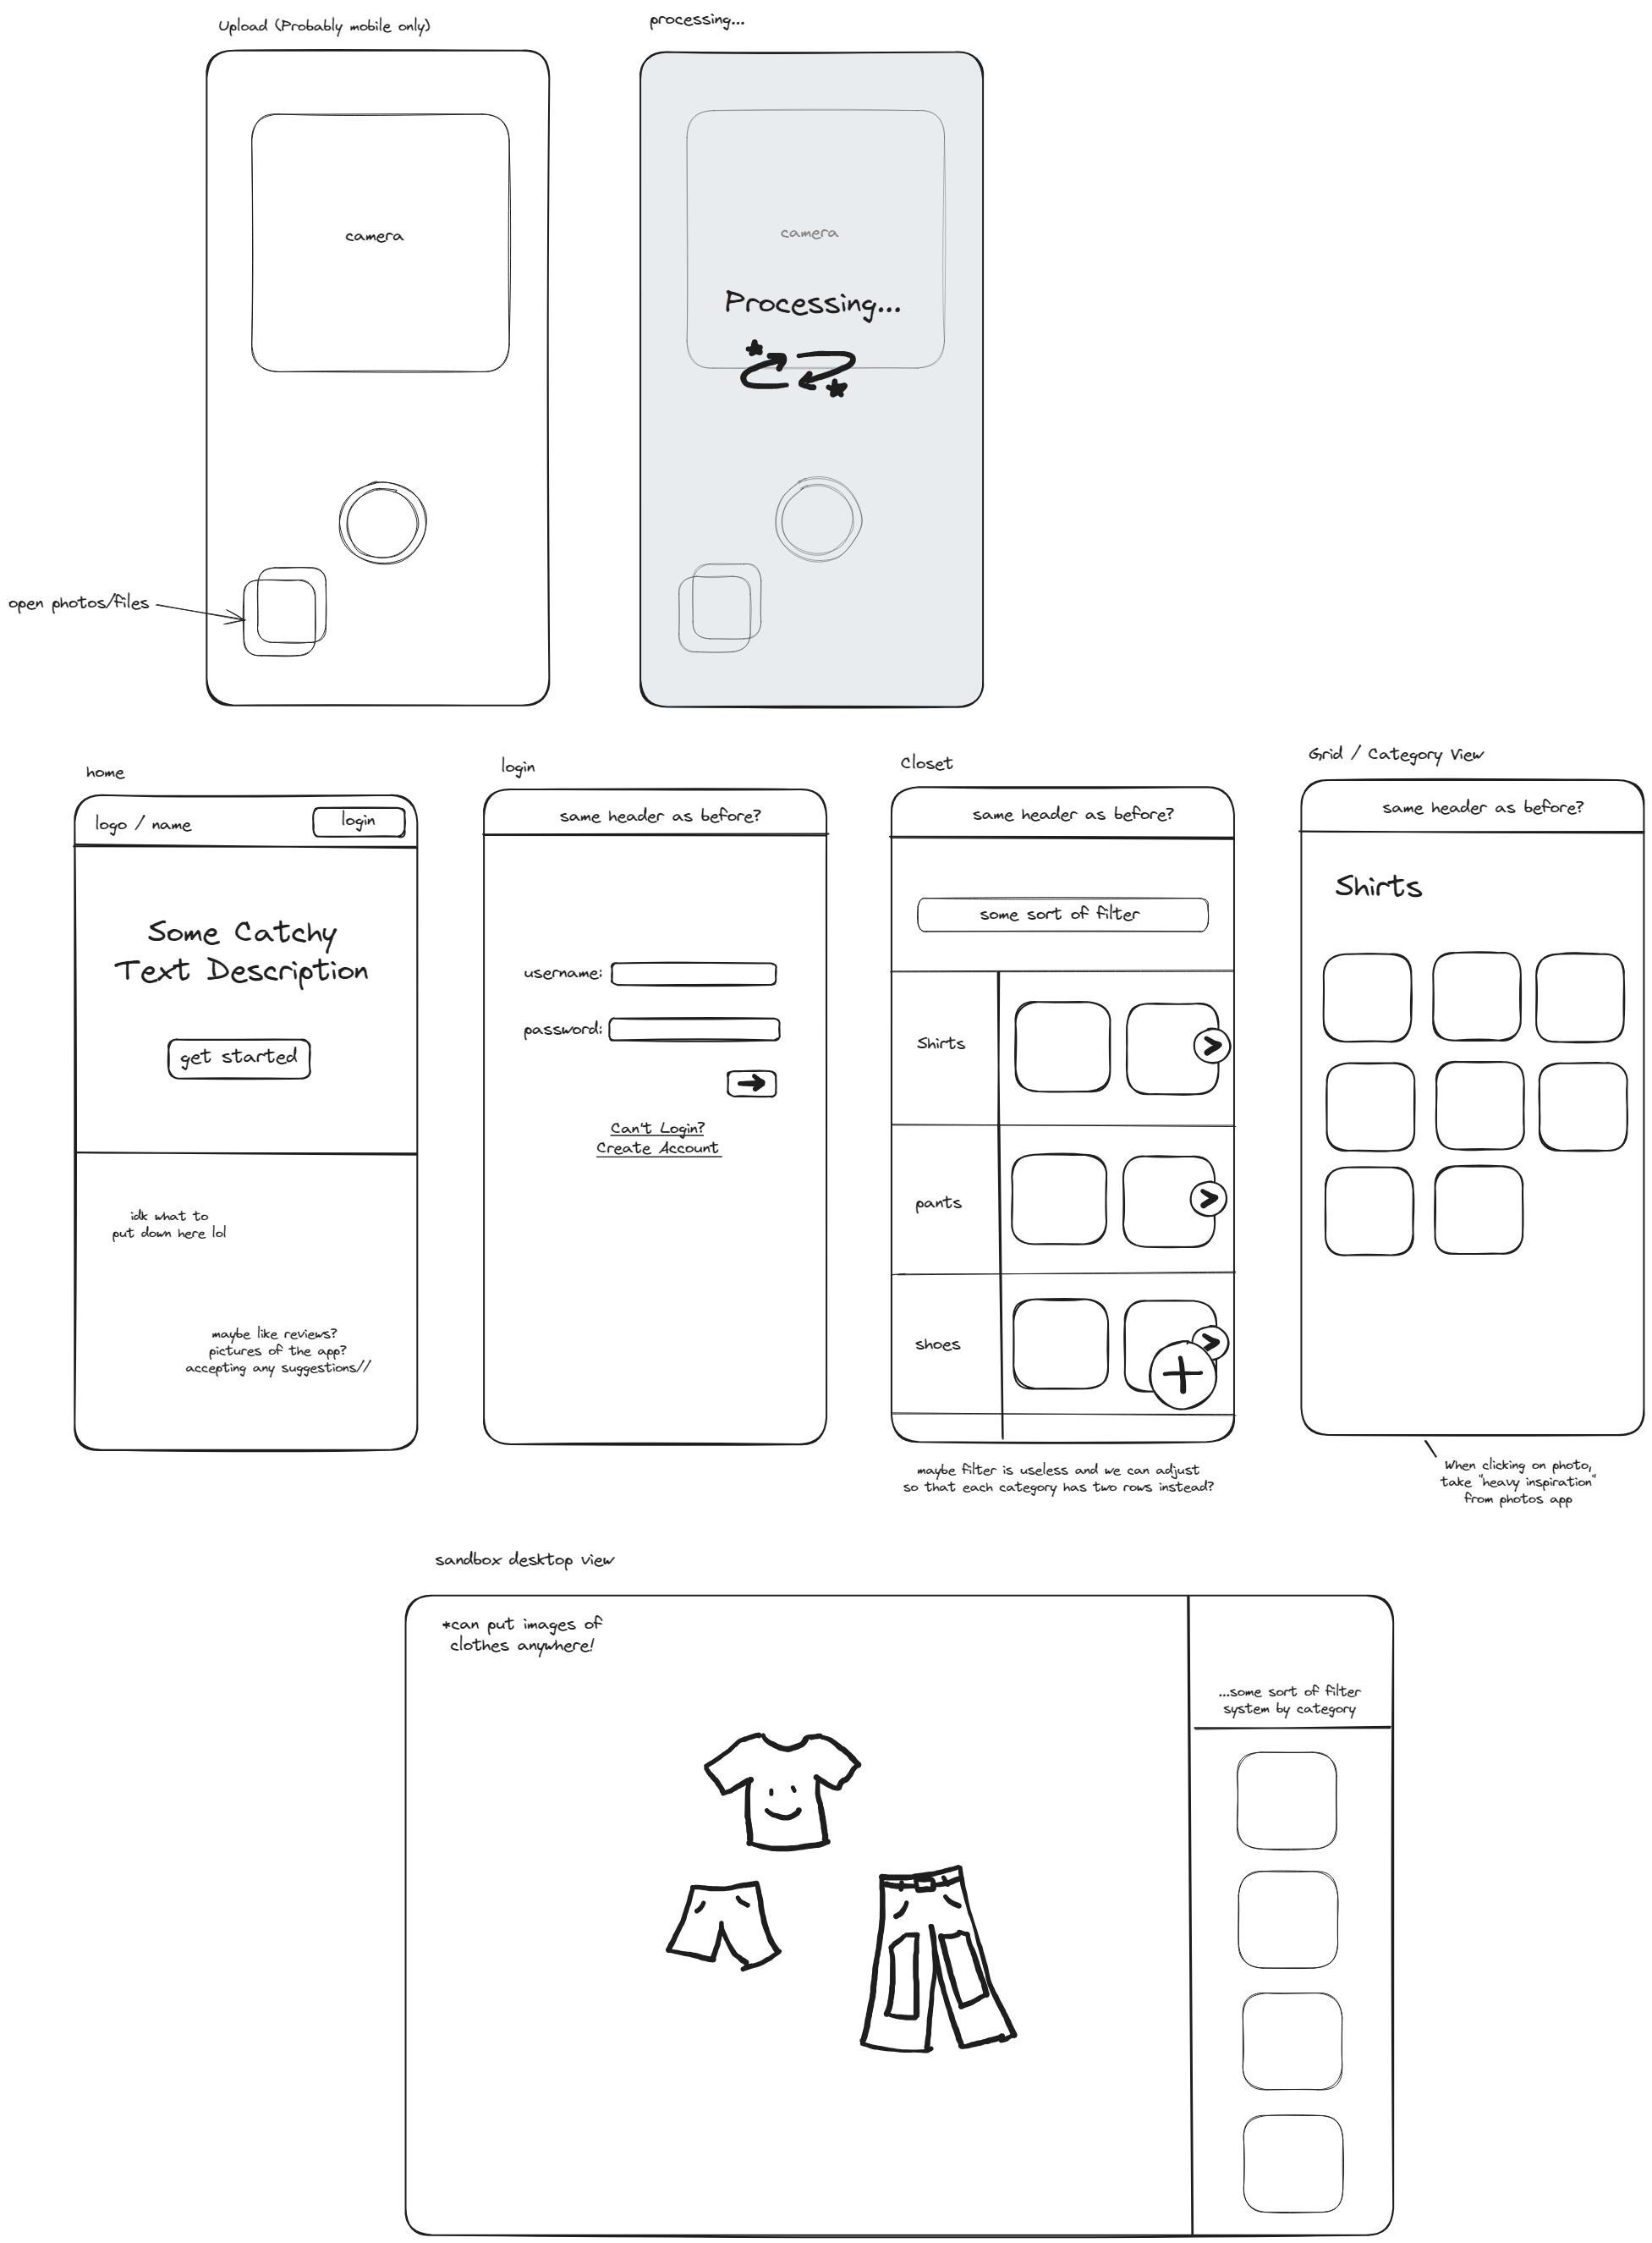 Upload (Probably mobile only)
processing...
camera
camera
Processing...
open photos/files
home
logo / name
login
Some Catchy
Text Description
get started
idk what to
put down here lol
maybe like reviews?
pictures of the app?
accepting any suggestions//
login
same header as before?
username:
password:
Can't Login?
Create Account
Closet
same header as before?
some sort of filter
Shirts
pants
shoes
maybe filter is useless and we can adjust
so that each category has two rows instead?
Grid / Category View
same header as before?
Shirts
When clicking on photo,
take "heavy inspiration"
from photos app
sandbox desktop view
*can put images of
clothes anywhere!
...some sort of filter
system by category